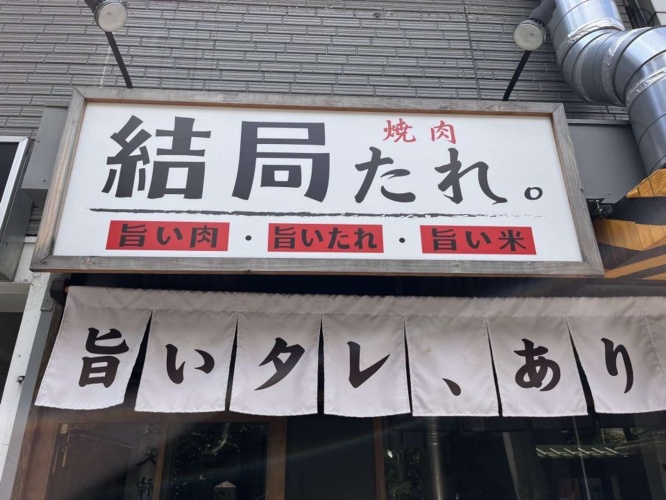 焼肉
結局たれ。
旨い肉・旨いたれ・旨い米
旨いタレ、あり